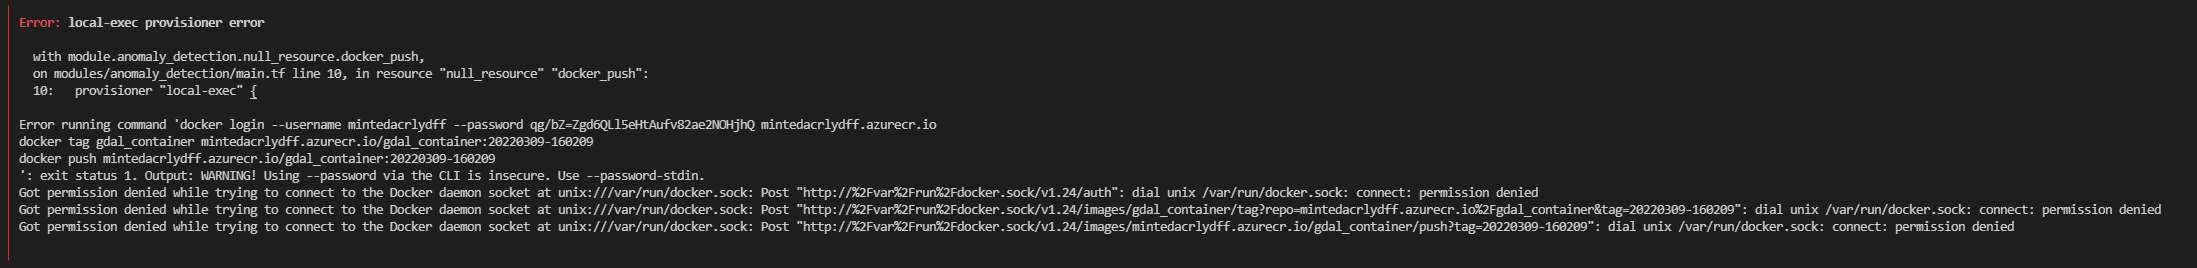 Error: local-exec provisioner error
with module.anomaly_detection.null_resource.docker_push,
on modules/anomaly_detection/main.tf line 10, in resource "null_resource" "docker_push":
10:   provisioner "local-exec" {
Error running command 'docker login --username mintedacrlydff --password qg/bZ=Zgd6QLl5eHtAufv82ae2NOHjhQ mintedacrlydff.azurecr.io
docker tag gdal_container mintedacrlydff.azurecr.io/gdal_container:20220309-160209
docker push mintedacrlydff.azurecr.io/gdal_container:20220309-160209
': exit status 1. Output: WARNING! Using --password via the CLI is insecure. Use --password-stdin.
Got permission denied while trying to connect to the Docker daemon socket at unix:///var/run/docker.sock: Post "http://%2Fvar%2Frun%2Fdocker.sock/v1.24/auth": dial unix /var/run/docker.sock: connect: permission denied
Got permission denied while trying to connect to the Docker daemon socket at unix:///var/run/docker.sock: Post "http://%2Fvar%2Frun%2Fdocker.sock/v1.24/images/gdal_container/tag?repo=mintedacrlydff.azurecr.io%2Fgdal_container&tag=20220309-160209": dial unix /var/run/docker.sock: connect: permission denied
Got permission denied while trying to connect to the Docker daemon socket at unix:///var/run/docker.sock: Post "http://%2Fvar%2Frun%2Fdocker.sock/v1.24/images/mintedacrlydff.azurecr.io/gdal_container/push?tag=20220309-160209": dial unix /var/run/docker.sock: connect: permission denied